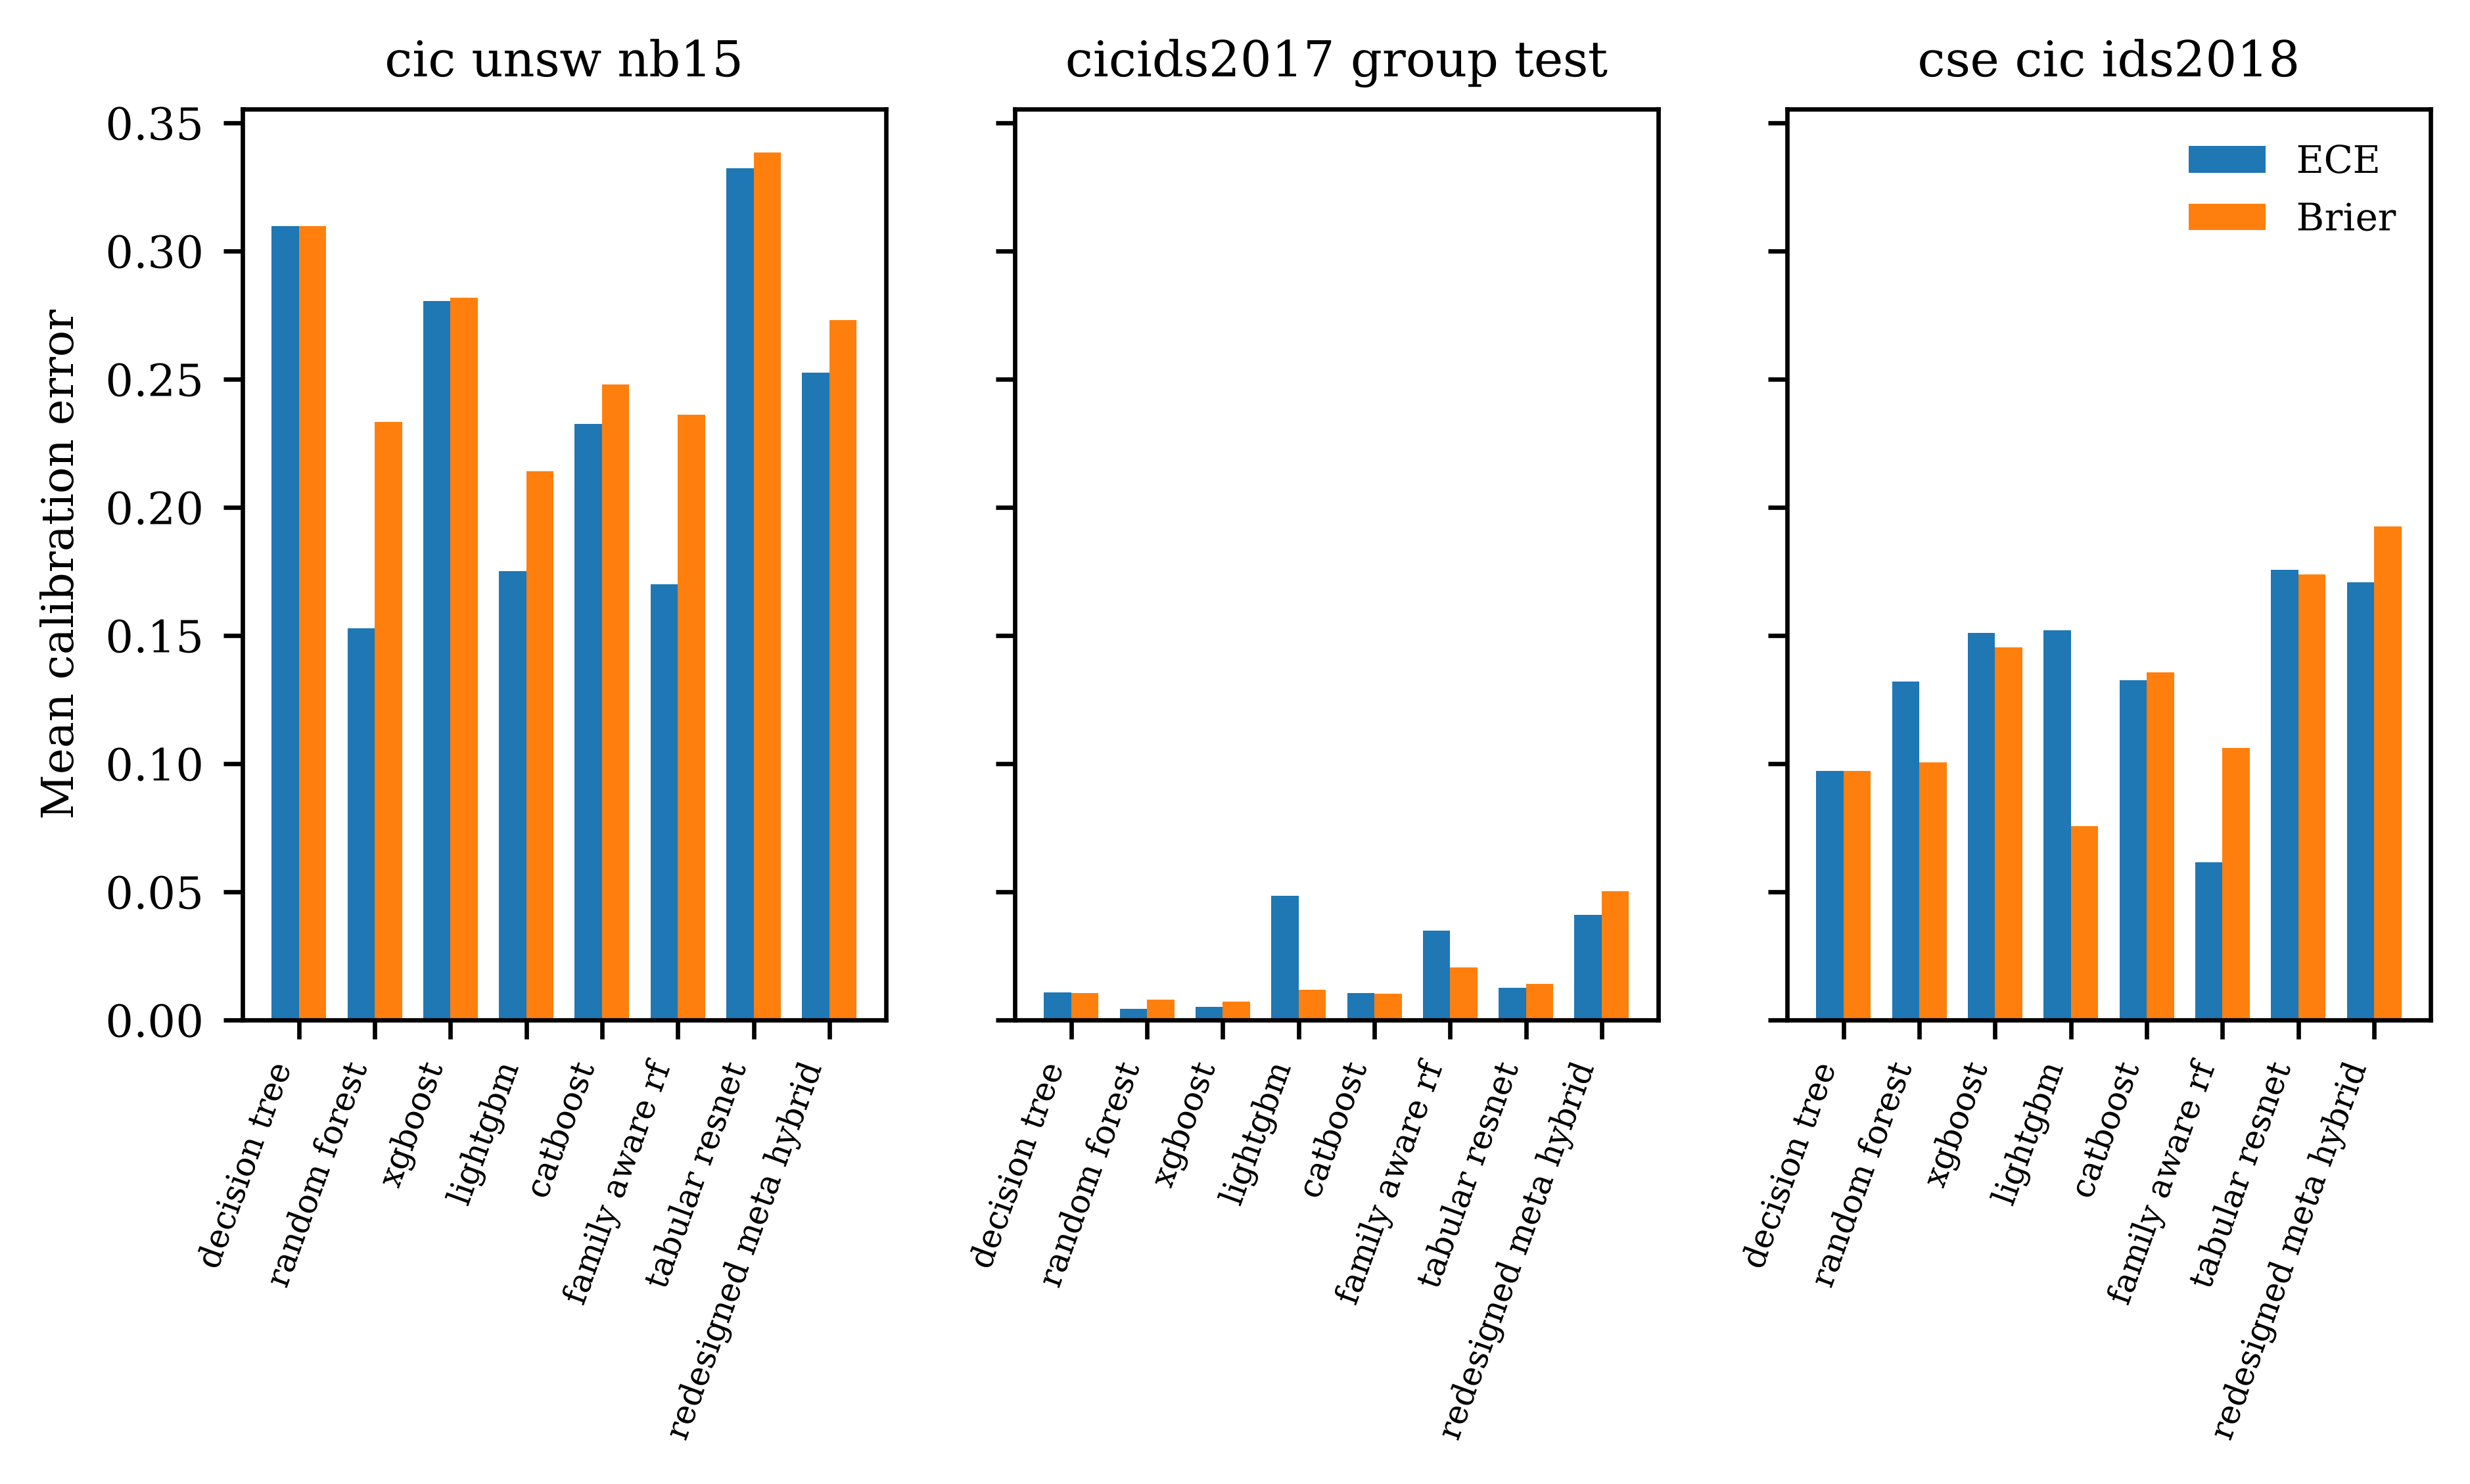 cic unsw nb15
cicids2017 group test
cse cic ids2018
ECE
Brier
Mean calibration error
0.35
0.30
0.25
0.20
0.15
0.10
0.05
0.00
decision tree
random forest
xgboost
lightgbm
catboost
family aware rf
tabular resnet
redesigned meta hybrid
decision tree
random forest
xgboost
lightgbm
catboost
family aware rf
tabular resnet
redesigned meta hybrid
decision tree
random forest
xgboost
lightgbm
catboost
family aware rf
tabular resnet
redesigned meta hybrid